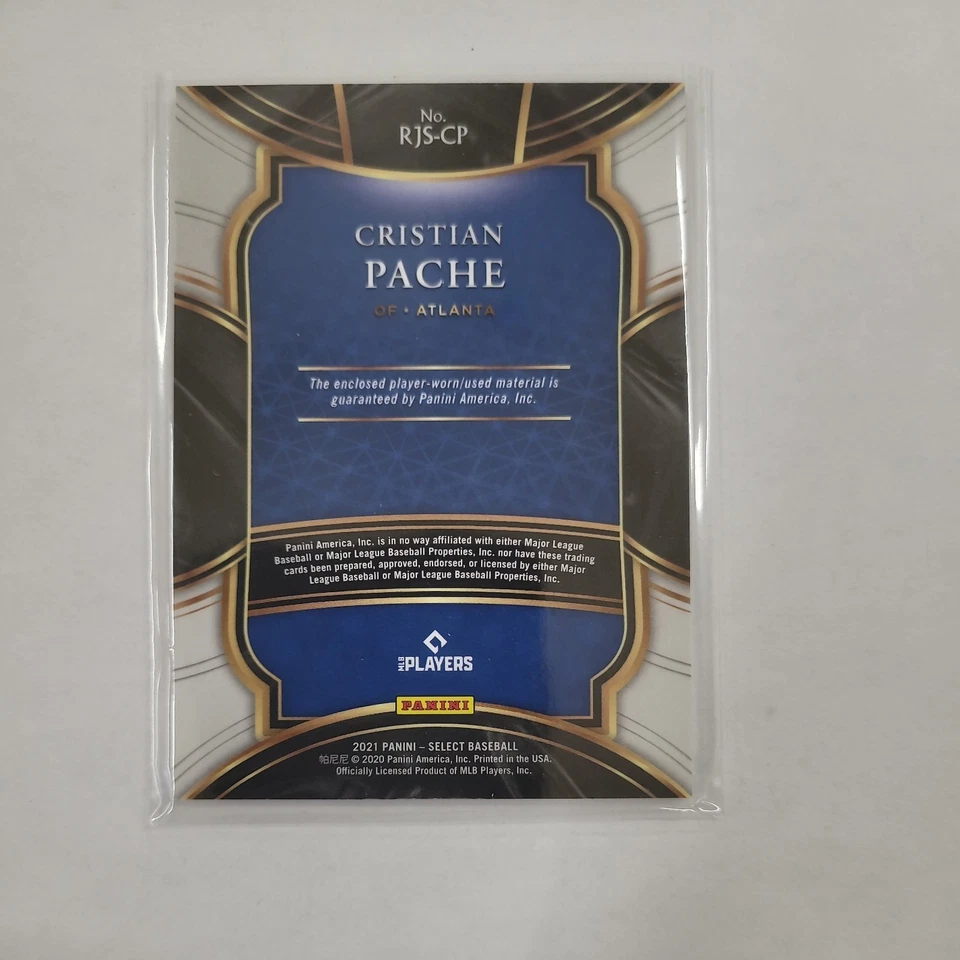 No.
RJS-CP
CRISTIAN
PACHE
OF • ATLANTA
The enclosed player-worn/used material is
guaranteed by Panini America, Inc.
Panini America, Inc. is in no way affiliated with either Major League
Baseball or Major League Baseball Properties, Inc. nor have these trading
cards been prepared, approved, endorsed, or licensed by either Major
League Baseball or Major League Baseball Properties, Inc.
MLB PLAYERS
PANINI
2021 PANINI – SELECT BASEBALL
帕尼尼 © 2020 Panini America, Inc. Printed in the USA.
Officially Licensed Product of MLB Players, Inc.